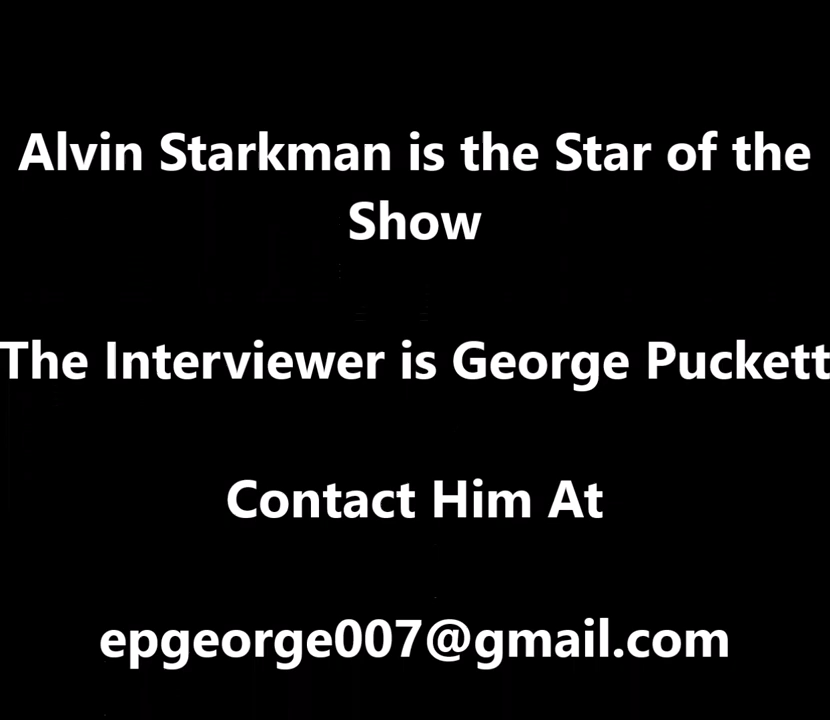 Alvin Starkman is the Star of the
Show
The Interviewer is George Puckett
Contact Him At
epgeorge007@gmail.com